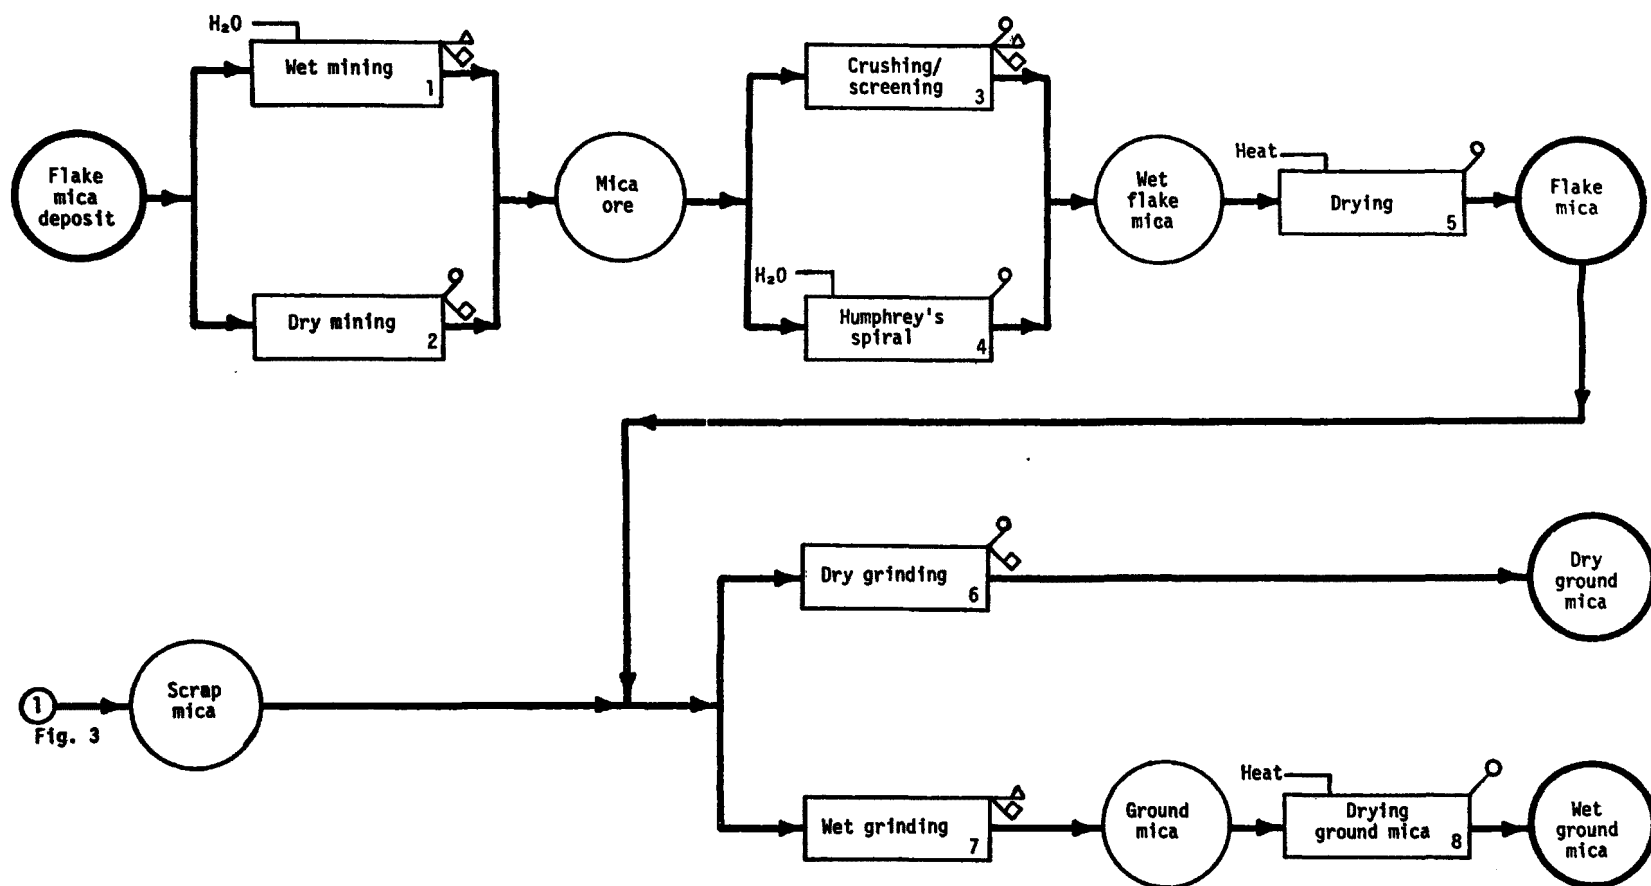 H₂O
Wet mining
1
Crushing/
screening
3
Flake
mica
deposit
Mica
ore
Wet
flake
mica
Heat
Drying
5
Flake
mica
H₂O
Dry mining
2
Humphrey's
spiral
4
Dry grinding
6
Dry
ground
mica
1
Fig. 3
Scrap
mica
Wet grinding
7
Ground
mica
Heat
Drying
ground mica
8
Wet
ground
mica